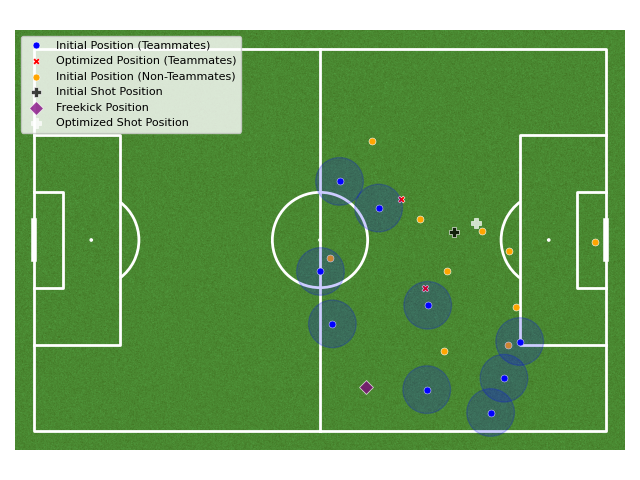 Initial Position (Teammates)
Optimized Position (Teammates)
Initial Position (Non-Teammates)
Initial Shot Position
Freekick Position
Optimized Shot Position